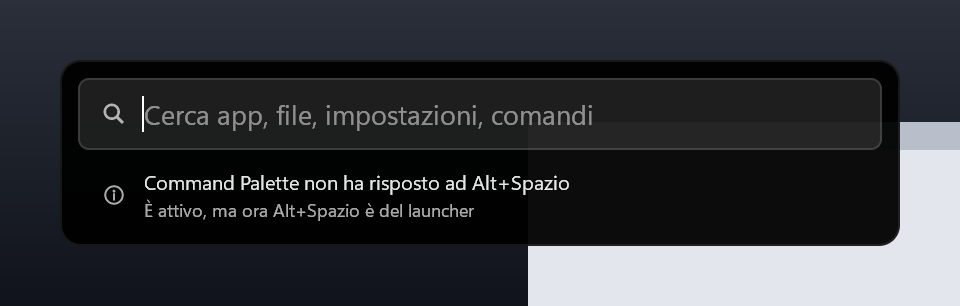 Cerca app, file, impostazioni, comandi
Command Palette non ha risposto ad Alt+Spazio
È attivo, ma ora Alt+Spazio è del launcher